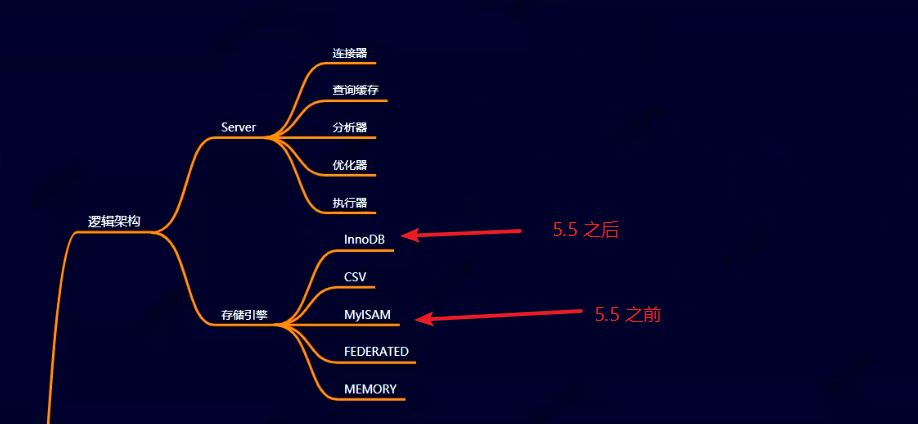 连接器
查询缓存
Server
分析器
优化器
执行器
逻辑架构
InnoDB
5.5 之后
CSV
存储引擎
MyISAM
5.5 之前
FEDERATED
MEMORY